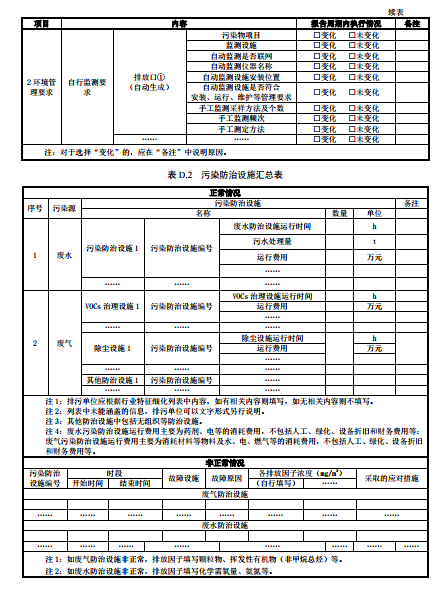 续表
项目 内容 报告周期内执行情况 备注
2 环境管理要求 自行监测要求 排放口①（自动生成） 污染物项目 □变化 □未变化
监测设施 □变化 □未变化
自动监测是否联网 □变化 □未变化
自动监测仪器名称 □变化 □未变化
自动监测设施安装位置 □变化 □未变化
自动监测设施是否符合安装、运行、维护等管理要求 □变化 □未变化
手工监测采样方法及个数 □变化 □未变化
手工监测频次 □变化 □未变化
手工测定方法 □变化 □未变化
…… …… □变化 □未变化
注：对于选择“变化”的，应在“备注”中说明原因。
表 D.2 污染防治设施汇总表
正常情况
序号 污染源 污染防治设施 备注
名称 数量 单位
1 废水 污染防治设施 1 污染防治设施编号 废水防治设施运行时间 h
污水处理量 t
运行费用 万元
……
…… …… ……
2 废气 VOCs 治理设施 1 污染防治设施编号 VOCs 治理设施运行时间 h
运行费用 万元
……
…… …… ……
除尘设施 1 污染防治设施编号 除尘设施运行时间 h
运行费用 万元
……
…… …… ……
其他防治设施 1 污染防治设施编号 ……
…… …… ……
注 1：排污单位应根据行业特征细化列表中内容，如有相关内容则填写，如无相关内容则不填写。
注 2：列表中未能涵盖的信息，排污单位可以文字形式另行说明。
注 3：其他防治设施中包括无组织等防治设施。
注 4：废水污染防治设施运行费用主要为药剂、电等的消耗费用，不包括人工、绿化、设备折旧和财务费用等；
废气污染防治设施运行费用主要为消耗材料等物料及水、电、燃气等的消耗费用，不包括人工、绿化、设备折旧
和财务费用等。
非正常情况
污染防治设施编号 时段 故障设施 故障原因 各排放因子浓度（mg/m³） 采取的应对措施
开始时间 结束时间 （自行填写） ……
废气防治设施
…… …… …… …… …… …… …… ……
废水防治设施
…… …… …… …… …… …… …… ……
注 1：如废气防治设施非正常，排放因子填写颗粒物、挥发性有机物（非甲烷总烃）等。
注 2：如废水防治设施非正常，排放因子填写化学需氧量、氨氮等。